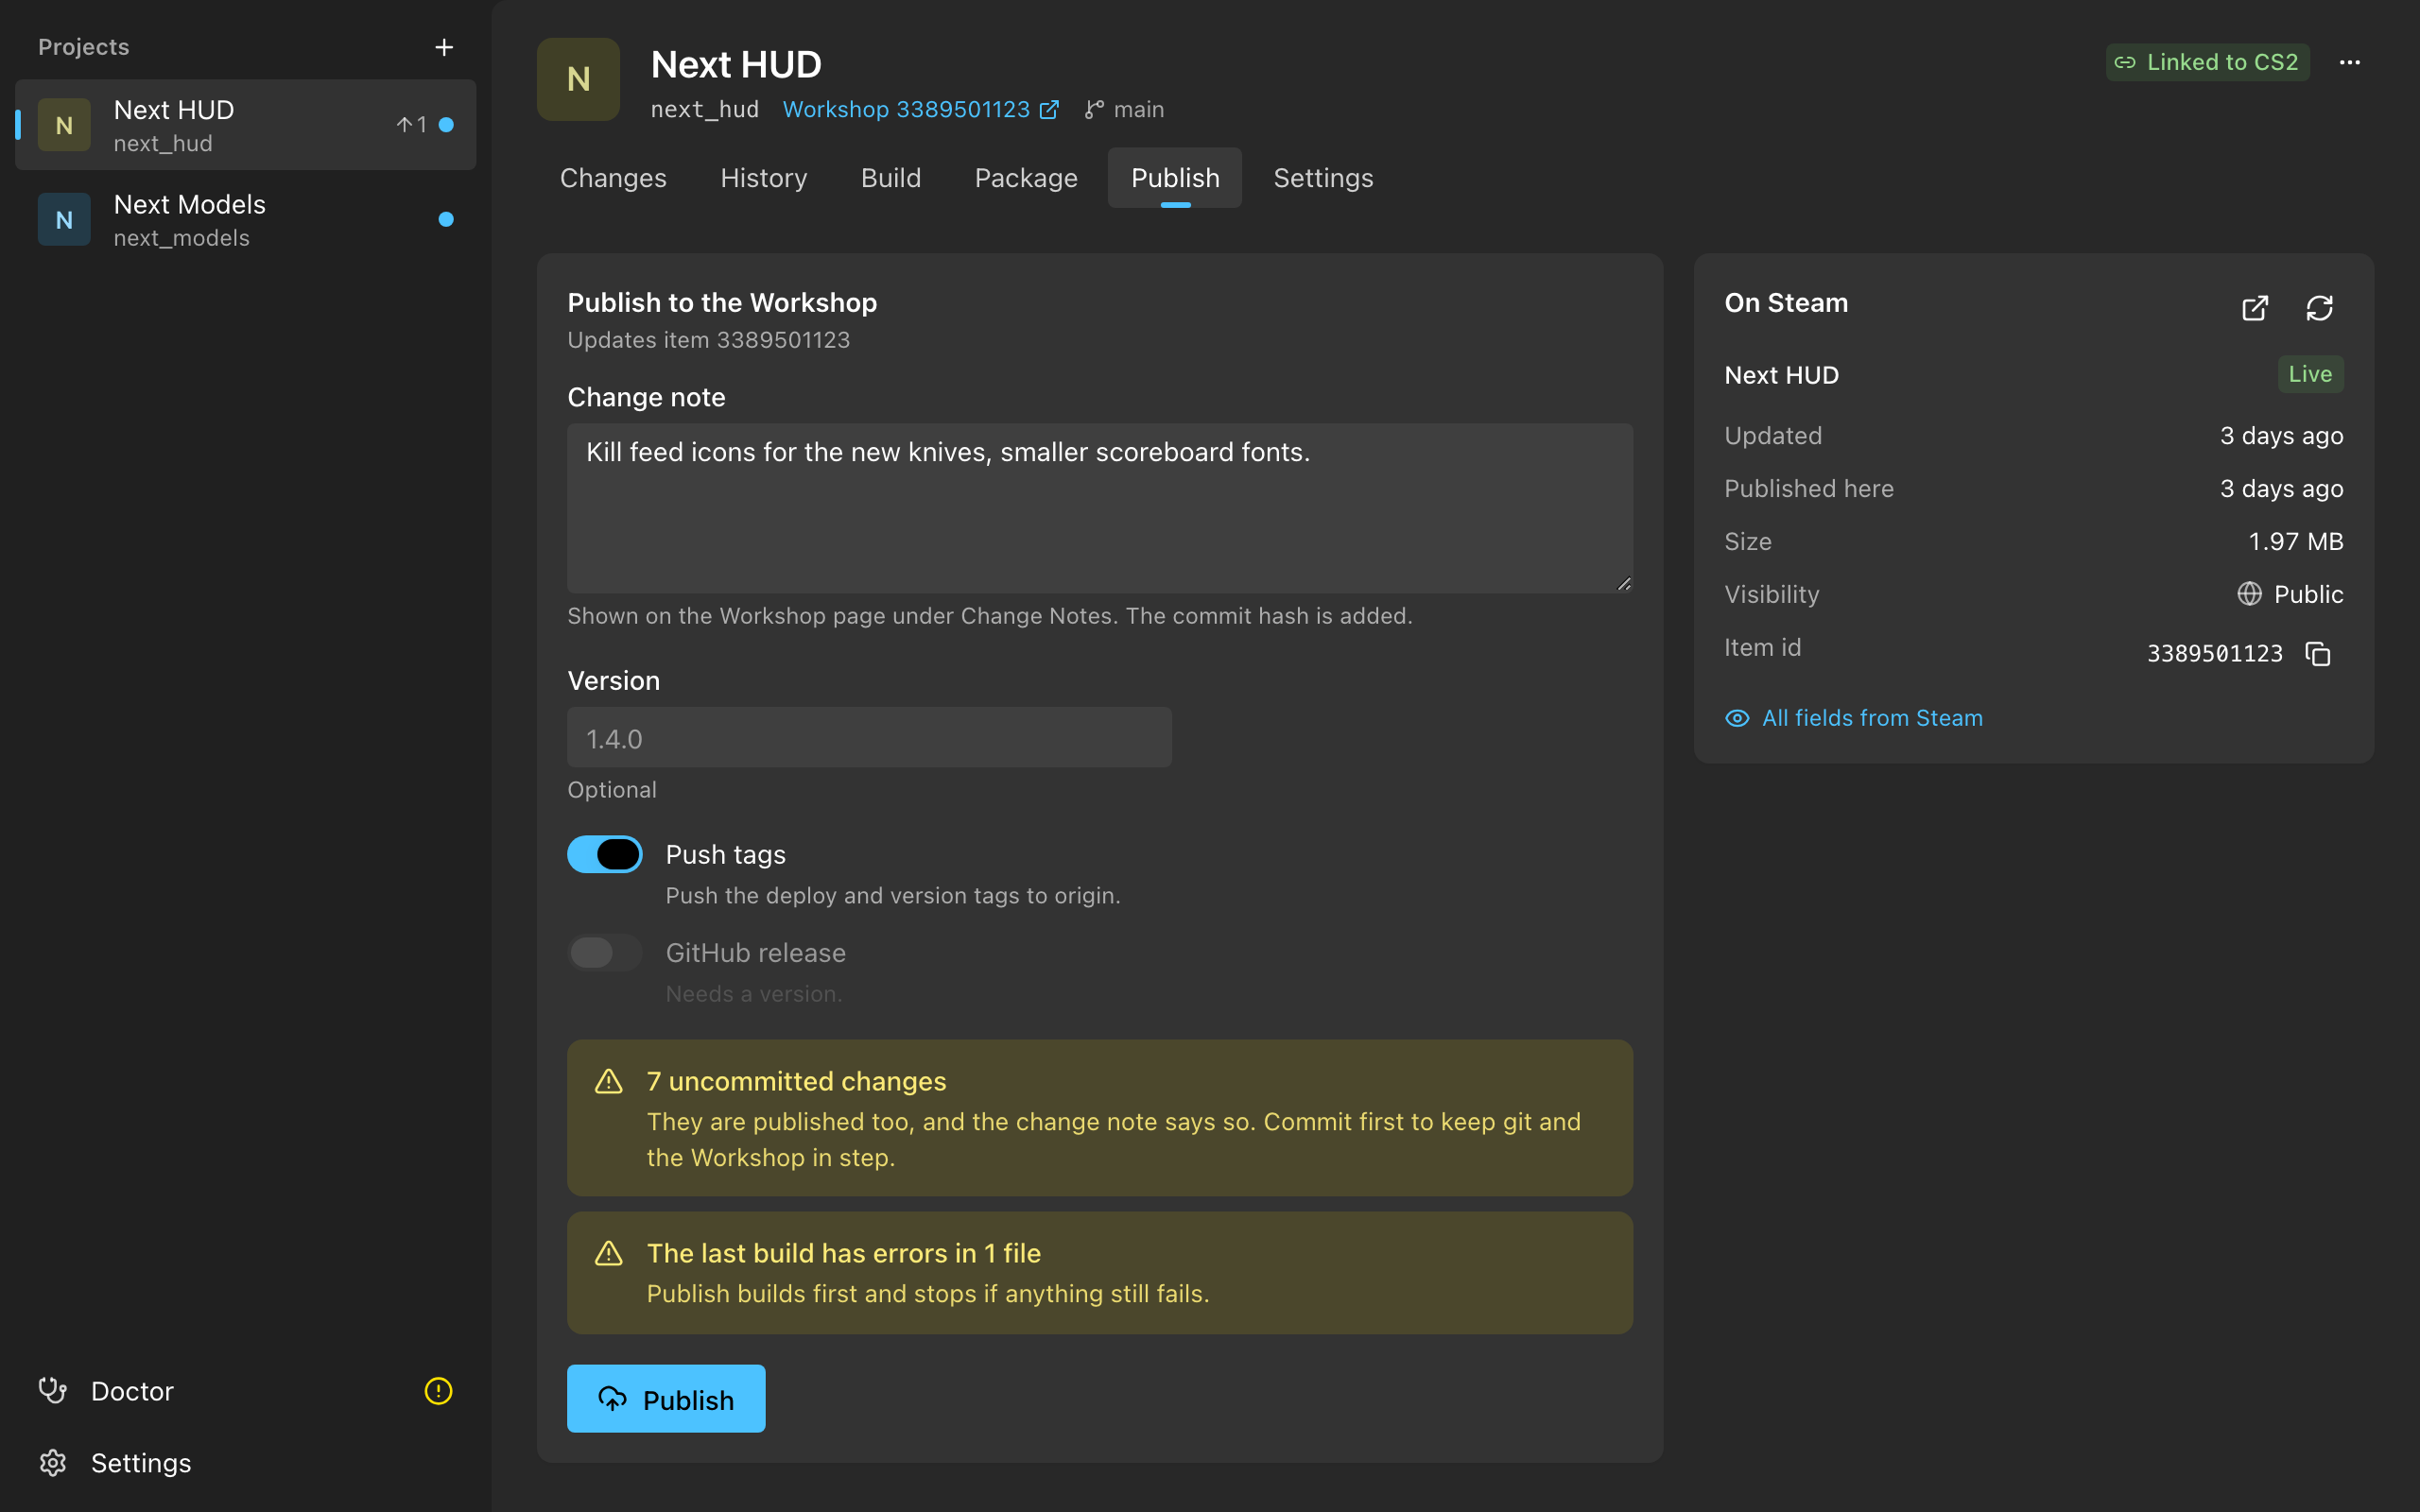 Projects
N
Next HUD
next_hud
1
N
Next Models
next_models
Doctor
Settings
N
Next HUD
next_hud Workshop 3389501123 main
Linked to CS2
Changes History Build Package Publish Settings
Publish to the Workshop
Updates item 3389501123
Change note
Kill feed icons for the new knives, smaller scoreboard fonts.
Shown on the Workshop page under Change Notes. The commit hash is added.
Version
1.4.0
Optional
Push tags
Push the deploy and version tags to origin.
GitHub release
Needs a version.
7 uncommitted changes
They are published too, and the change note says so. Commit first to keep git and
the Workshop in step.
The last build has errors in 1 file
Publish builds first and stops if anything still fails.
Publish
On Steam
Next HUD Live
Updated 3 days ago
Published here 3 days ago
Size 1.97 MB
Visibility Public
Item id 3389501123
All fields from Steam